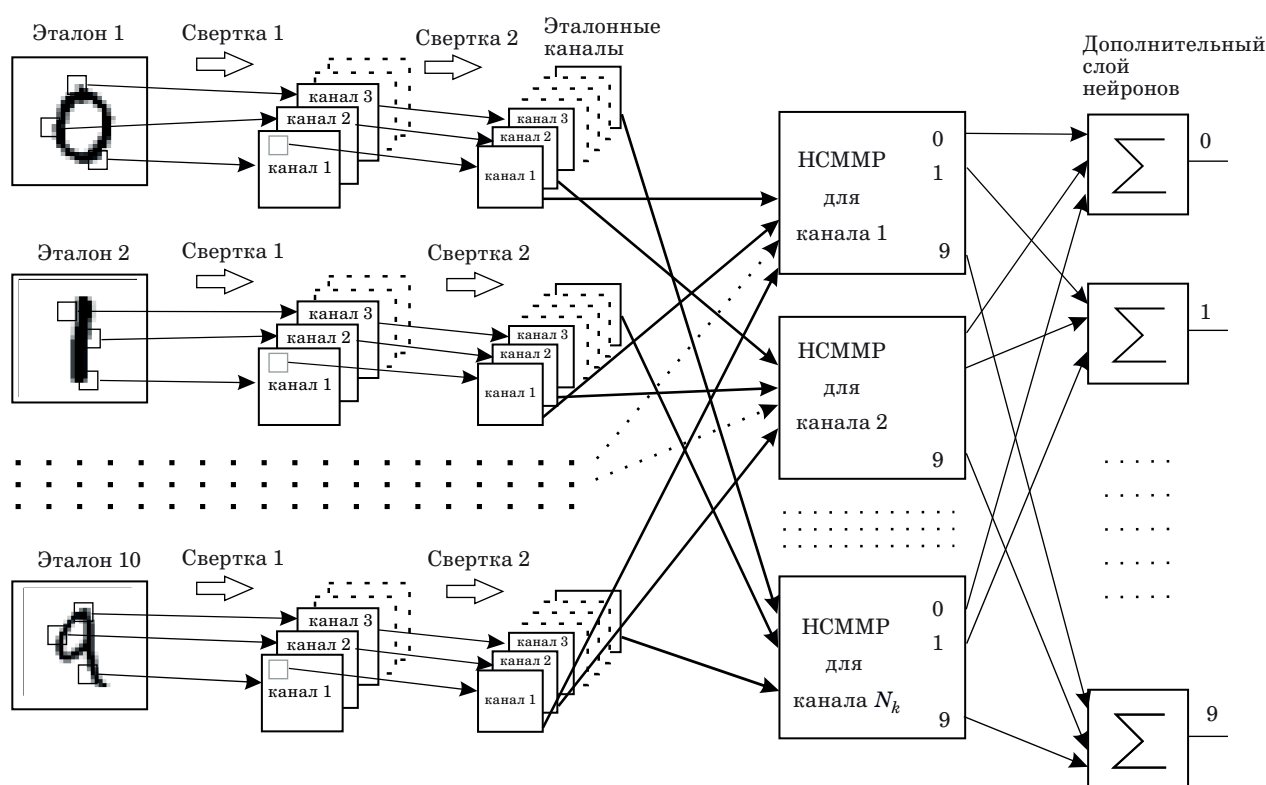 Эталон 1
Свертка 1
Свертка 2
Эталонные
каналы
канал 3
канал 2
канал 1
канал 3
канал 2
канал 1
Эталон 2
Свертка 1
Свертка 2
канал 3
канал 2
канал 1
канал 3
канал 2
канал 1
Эталон 10
Свертка 1
Свертка 2
канал 3
канал 2
канал 1
канал 3
канал 2
канал 1
НСММР
для
канала 1
0
1
9
НСММР
для
канала 2
9
НСММР
для
канала N_k
0
1
9
Дополнительный
слой
нейронов
∑
0
∑
1
∑
9